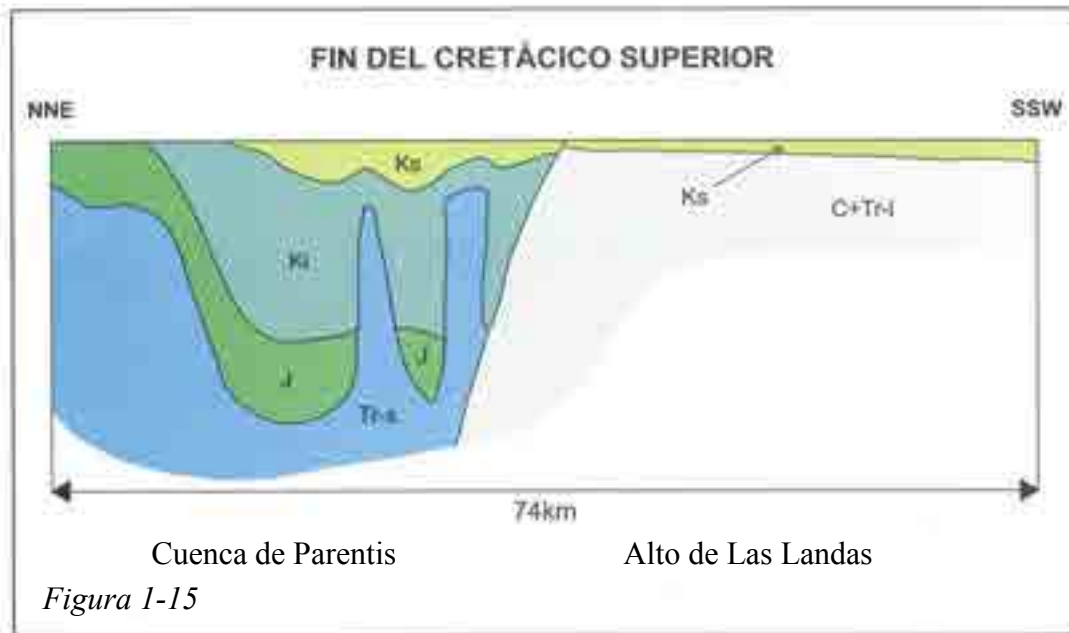 FIN DEL CRETÁCICO SUPERIOR
NNE SSW
Ks
Ks
C+Tr-I
Ki
J
J
Tr-s
74km
Cuenca de Parentis Alto de Las Landas
Figura 1-15